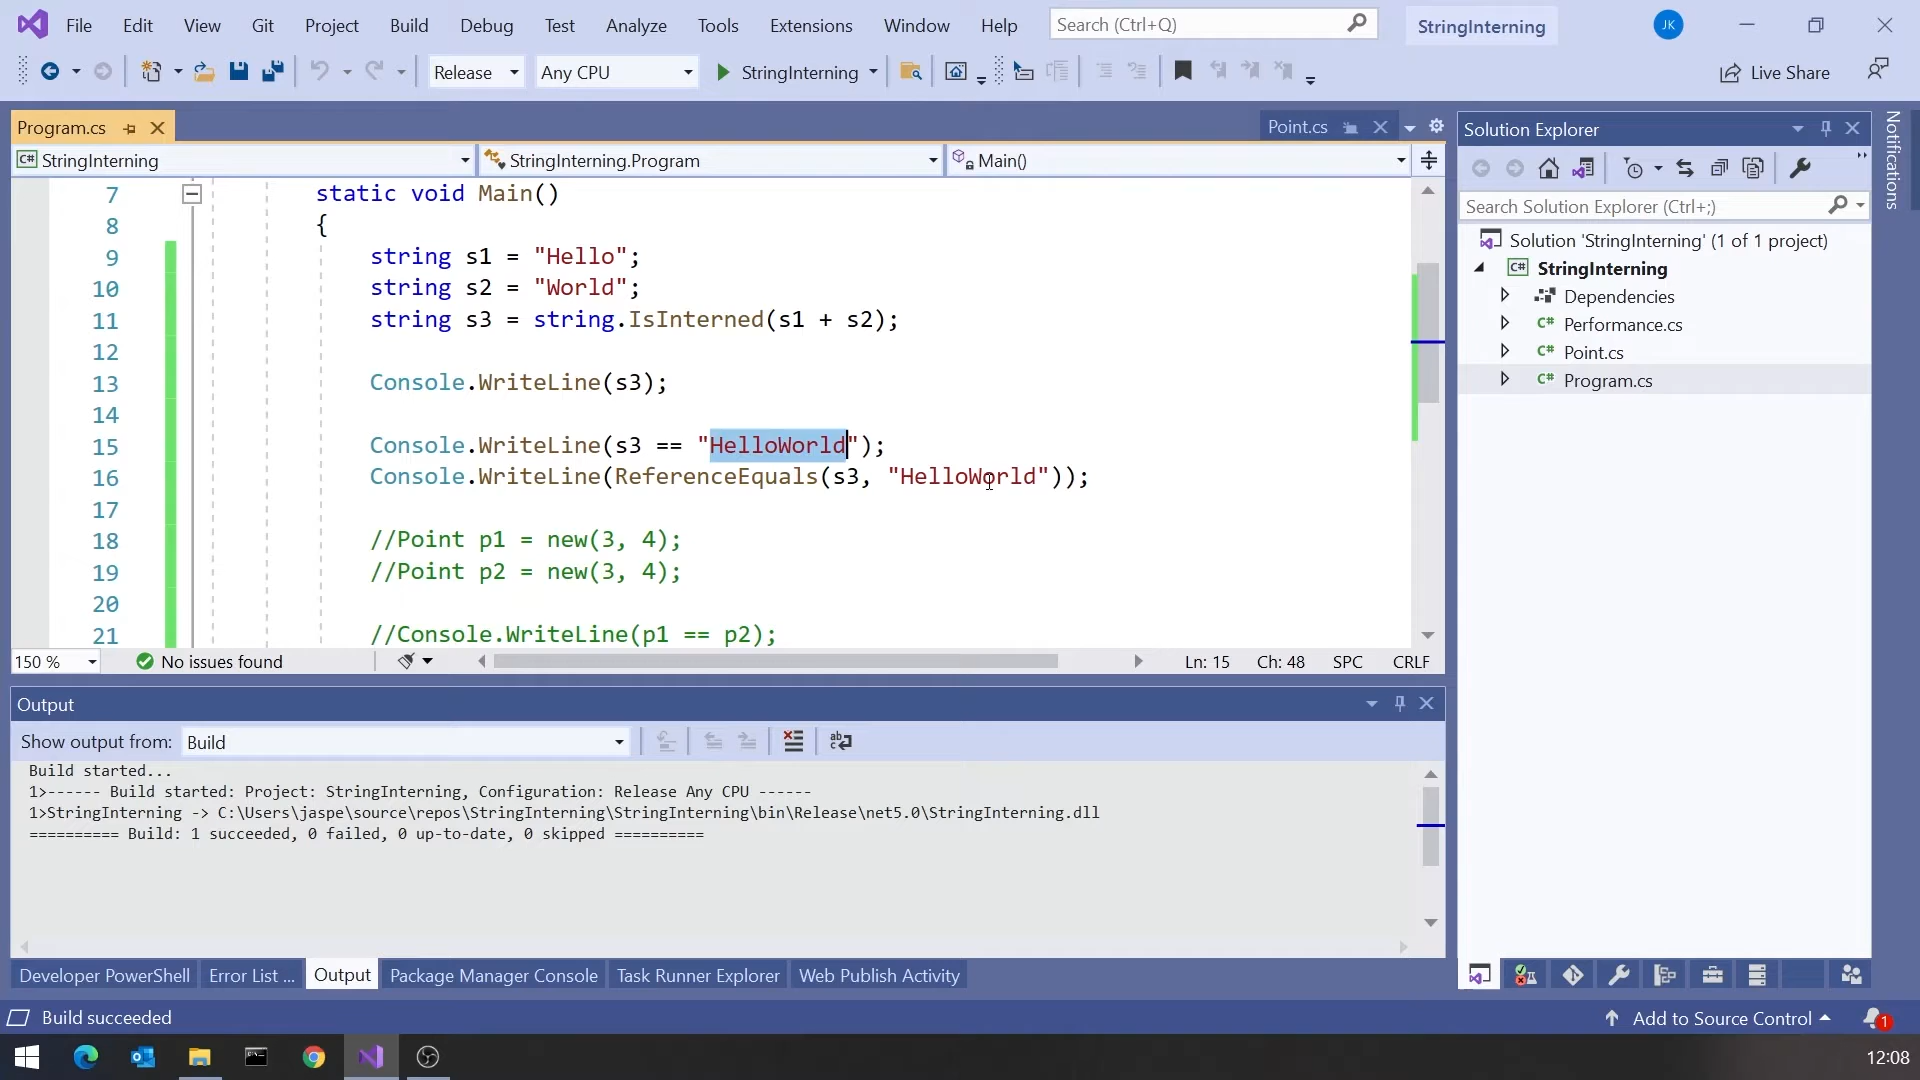 File Edit View Git Project Build Debug Test Analyze Tools Extensions Window Help Search (Ctrl+Q) StringInterning JK
Release Any CPU StringInterning Live Share
Program.cs Point.cs
StringInterning StringInterning.Program Main()
7 static void Main()
8 {
9 string s1 = "Hello";
10 string s2 = "World";
11 string s3 = string.IsInterned(s1 + s2);
12
13 Console.WriteLine(s3);
14
15 Console.WriteLine(s3 == "HelloWorld");
16 Console.WriteLine(ReferenceEquals(s3, "HelloWorld"));
17
18 //Point p1 = new(3, 4);
19 //Point p2 = new(3, 4);
20
21 //Console.WriteLine(p1 == p2);
150 % No issues found Ln: 15 Ch: 48 SPC CRLF
Output
Show output from: Build
Build started...
1>------ Build started: Project: StringInterning, Configuration: Release Any CPU ------
1>StringInterning -> C:\Users\jaspe\source\repos\StringInterning\StringInterning\bin\Release\net5.0\StringInterning.dll
========== Build: 1 succeeded, 0 failed, 0 up-to-date, 0 skipped ==========
Developer PowerShell Error List ... Output Package Manager Console Task Runner Explorer Web Publish Activity
Solution Explorer
Search Solution Explorer (Ctrl+;)
Solution 'StringInterning' (1 of 1 project)
C# StringInterning
Dependencies
C# Performance.cs
C# Point.cs
C# Program.cs
Notifications
Build succeeded Add to Source Control 1
12:08